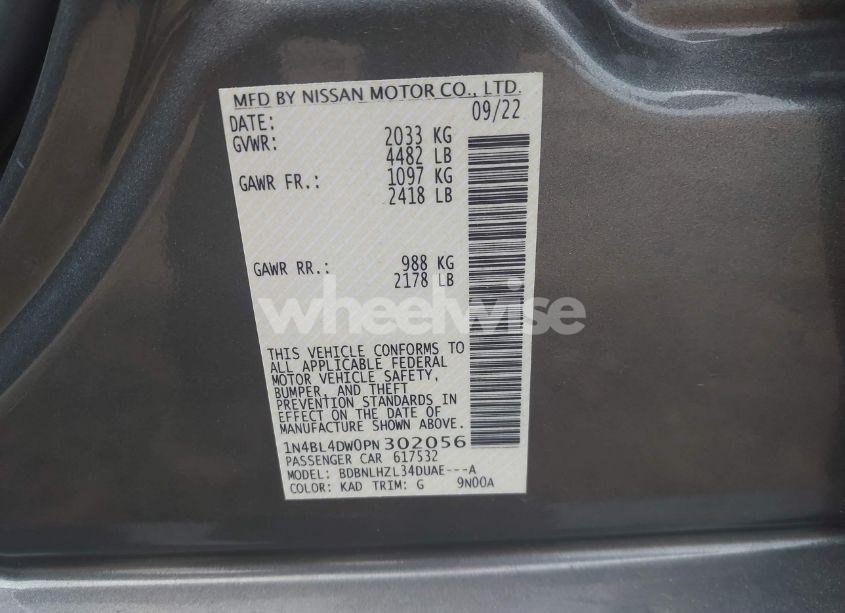 MFD BY NISSAN MOTOR CO., LTD.
DATE: 09/22
GVWR: 2033 KG
4482 LB
GAWR FR.: 1097 KG
2418 LB
GAWR RR.: 988 KG
2178 LB
wheelwise
THIS VEHICLE CONFORMS TO
ALL APPLICABLE FEDERAL
MOTOR VEHICLE SAFETY,
BUMPER, AND THEFT
PREVENTION STANDARDS IN
EFFECT ON THE DATE OF
MANUFACTURE SHOWN ABOVE.
1N4BL4DW0PN302056
PASSENGER CAR 617532
MODEL: BDBNLHZL34DUAE---A
COLOR: KAD TRIM: G 9N00A